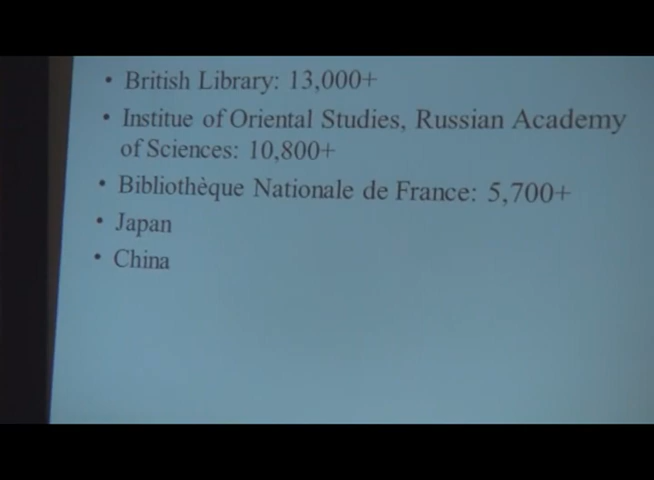 • British Library: 13,000+
• Institue of Oriental Studies, Russian Academy
of Sciences: 10,800+
• Bibliothèque Nationale de France: 5,700+
• Japan
• China